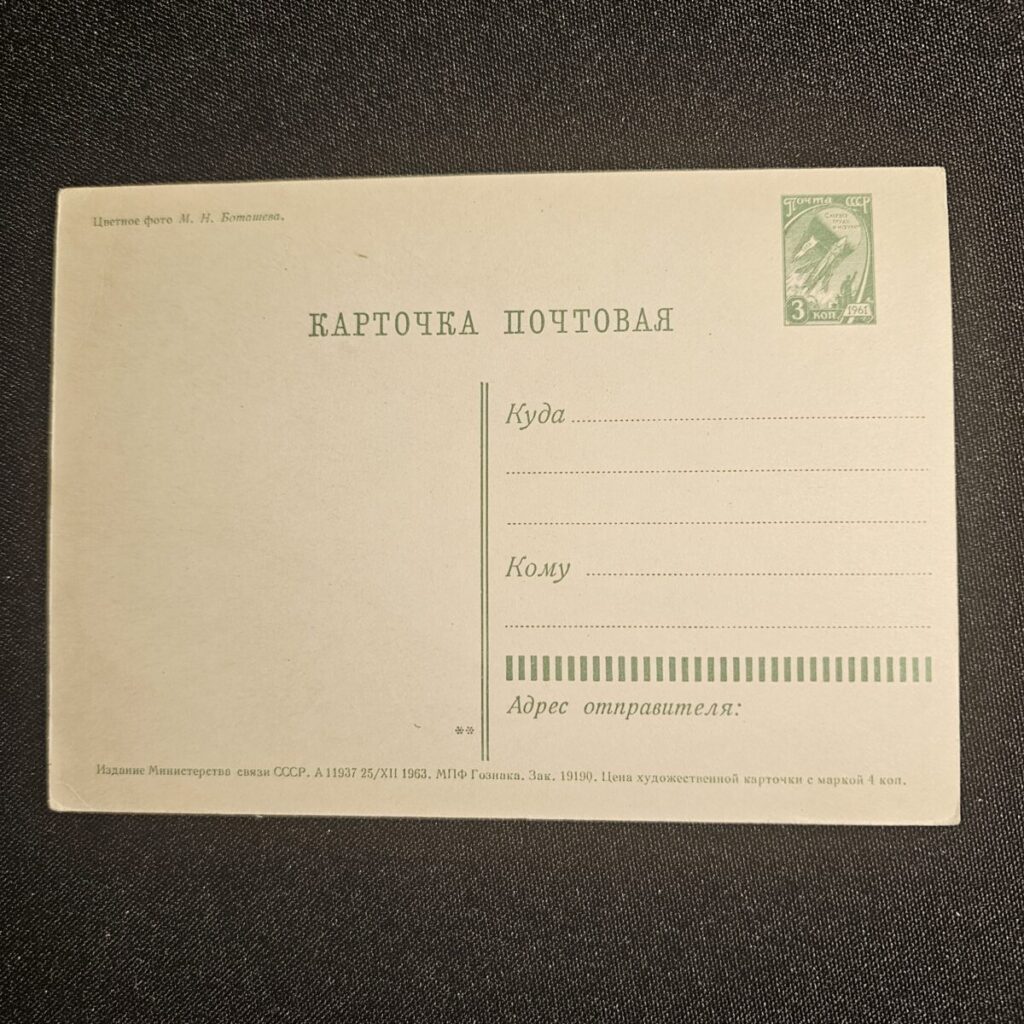 Цветное фото М. Н. Боташева.
Почта СССР
3 коп. 1961
КАРТОЧКА ПОЧТОВАЯ
Куда
Кому
Адрес отправителя:
**
Издание Министерства связи СССР. А 11937 25/XII 1963. МПФ Гознака. Зак. 19190. Цена художественной карточки с маркой 4 коп.